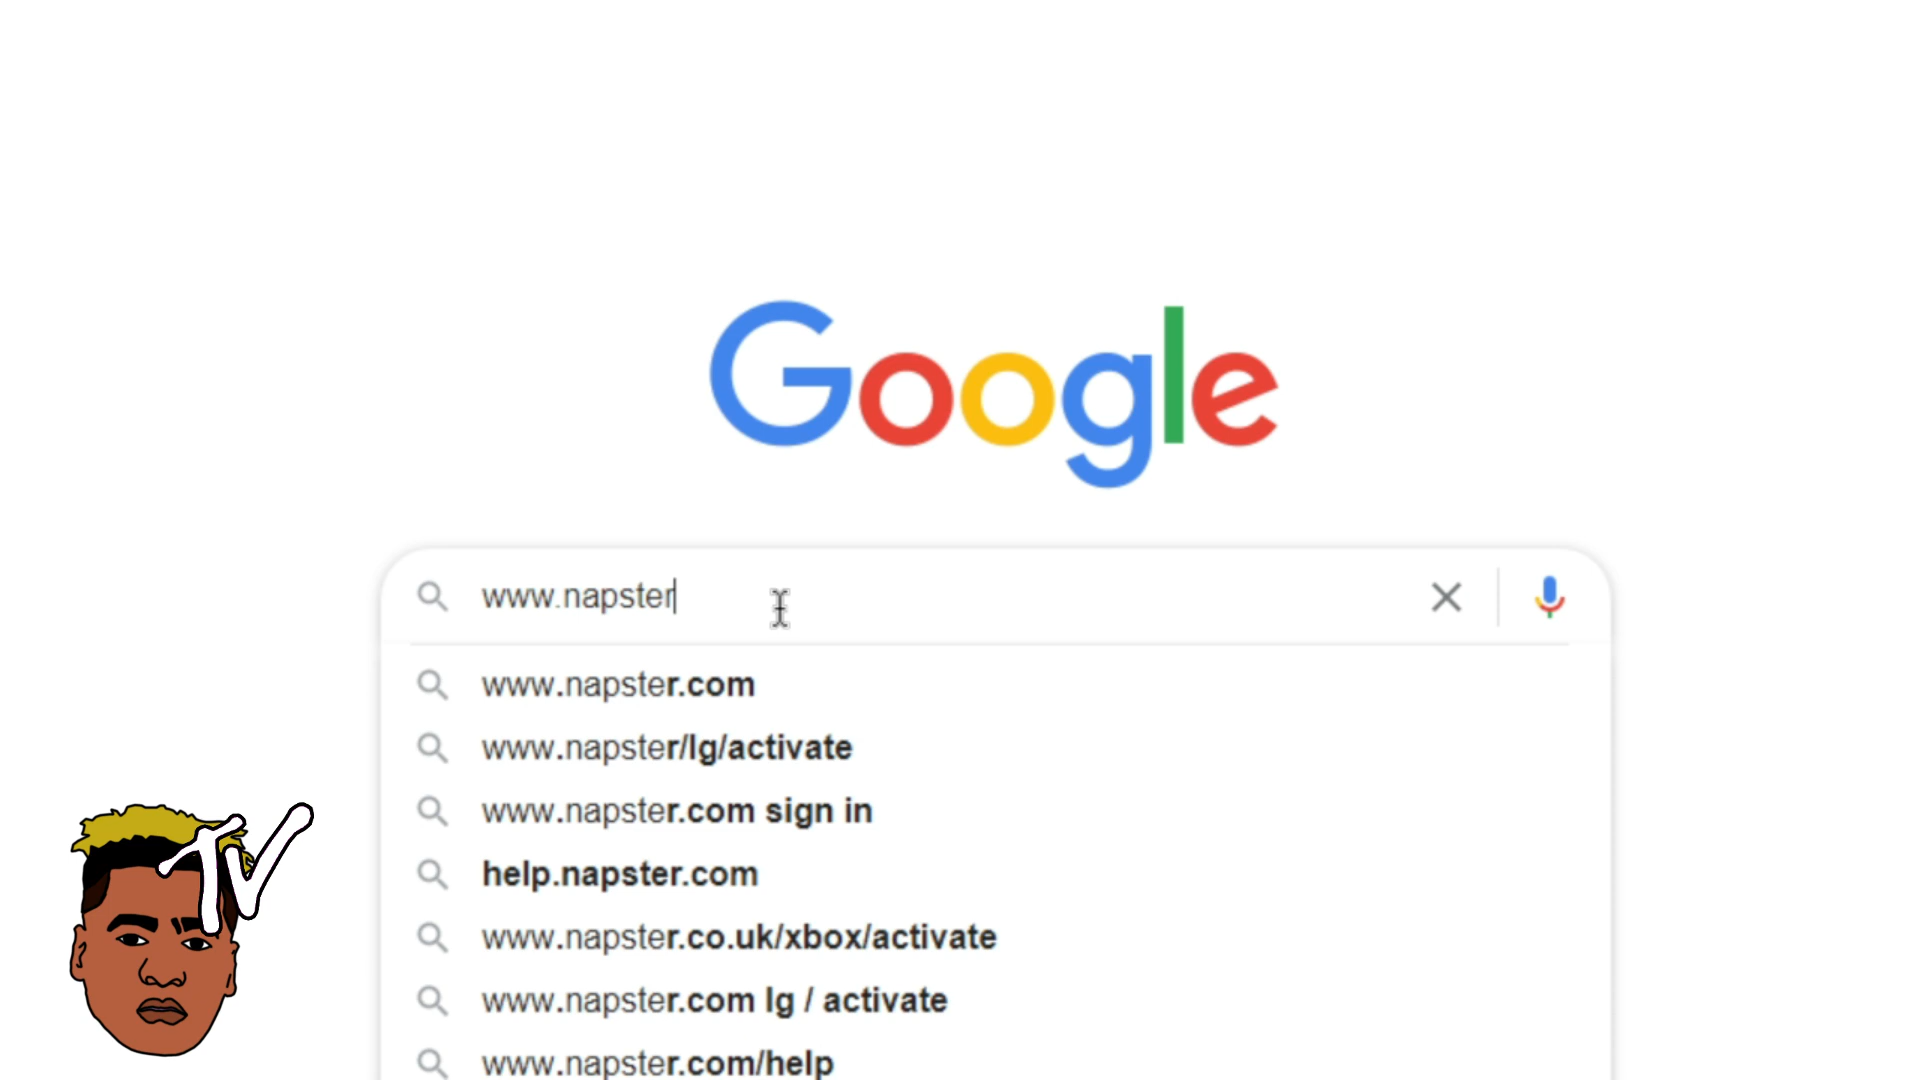 Google
www.napster
www.napster.com
www.napster/lg/activate
www.napster.com sign in
help.napster.com
www.napster.co.uk/xbox/activate
www.napster.com lg / activate
www.napster.com/help
TV